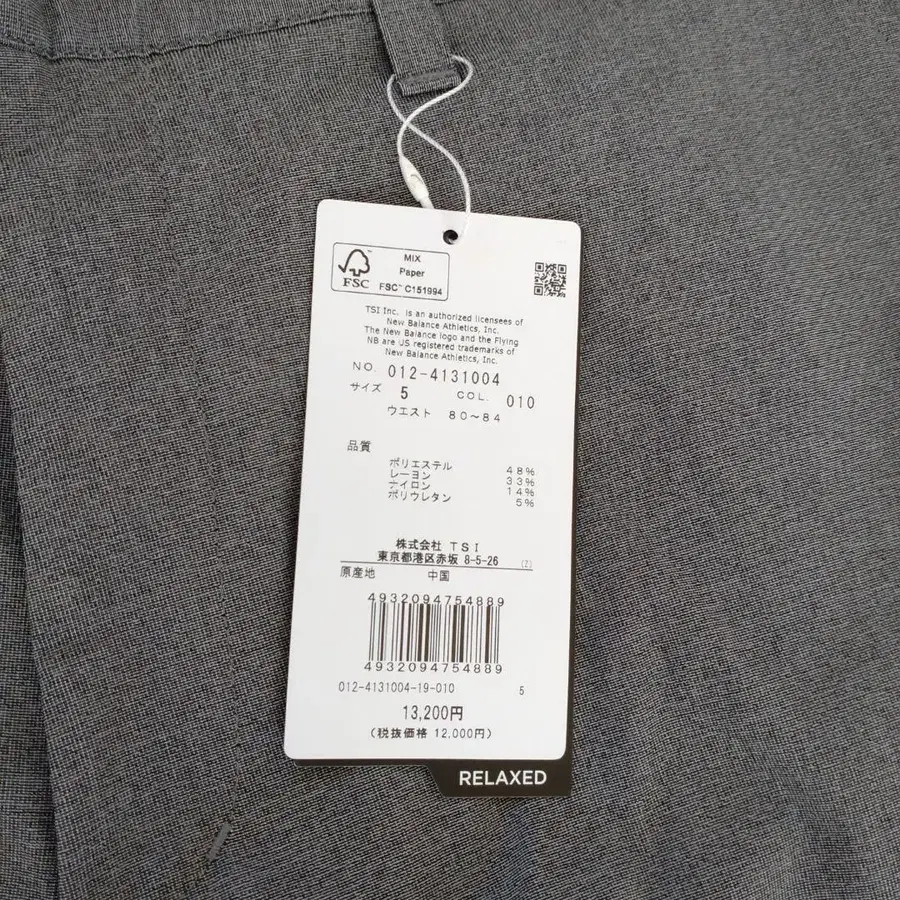 MIX
Paper
FSC
FSC™ C151994
TSI Inc. is an authorized licensees of
New Balance Athletics, Inc.
The New Balance logo and the Flying
NB are US registered trademarks of
New Balance Athletics, Inc.
NO. 012-4131004
サイズ 5 COL. 010
ウエスト 80～84
品質
ポリエステル 48%
レーヨン 33%
ナイロン 14%
ポリウレタン 5%
株式会社 TSI
東京都港区赤坂 8-5-26 (Z)
原産地 中国
4932094754889
4932094754889
012-4131004-19-010 5
13,200円
(税抜価格 12,000円)
RELAXED